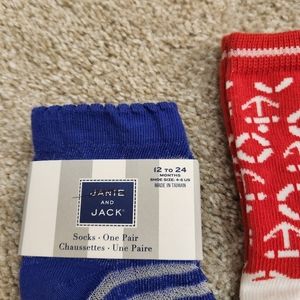 JANIE
AND
JACK
12 TO 24
MONTHS
SHOE SIZE: 4-6 US
MADE IN TAIWAN
Socks · One Pair
Chaussettes · Une Paire